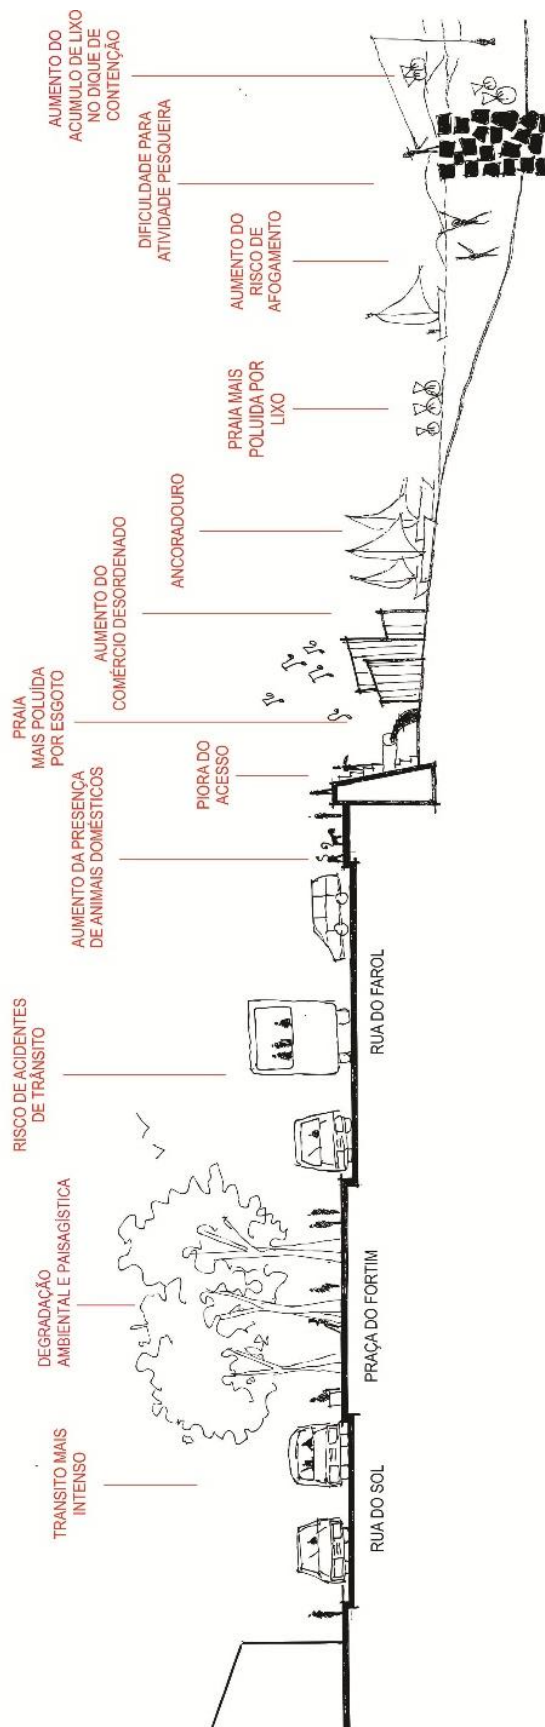 TRANSITO MAIS
INTENSO
DEGRADAÇÃO
AMBIENTAL E PAISAGÍSTICA
RISCO DE ACIDENTES
DE TRÂNSITO
AUMENTO DA PRESENÇA
DE ANIMAIS DOMÉSTICOS
PIORA DO
ACESSO
PRAIA
MAIS POLUÍDA
POR ESGOTO
AUMENTO DO
COMÉRCIO DESORDENADO
ANCORADOURO
PRAIA MAIS
POLUIDA POR
LIXO
AUMENTO DO
RISCO DE
AFOGAMENTO
DIFICULDADE PARA
ATIVIDADE PESQUEIRA
AUMENTO DO
ACUMULO DE LIXO
NO DIQUE DE
CONTENÇÃO
RUA DO SOL
PRAÇA DO FORTIM
RUA DO FAROL